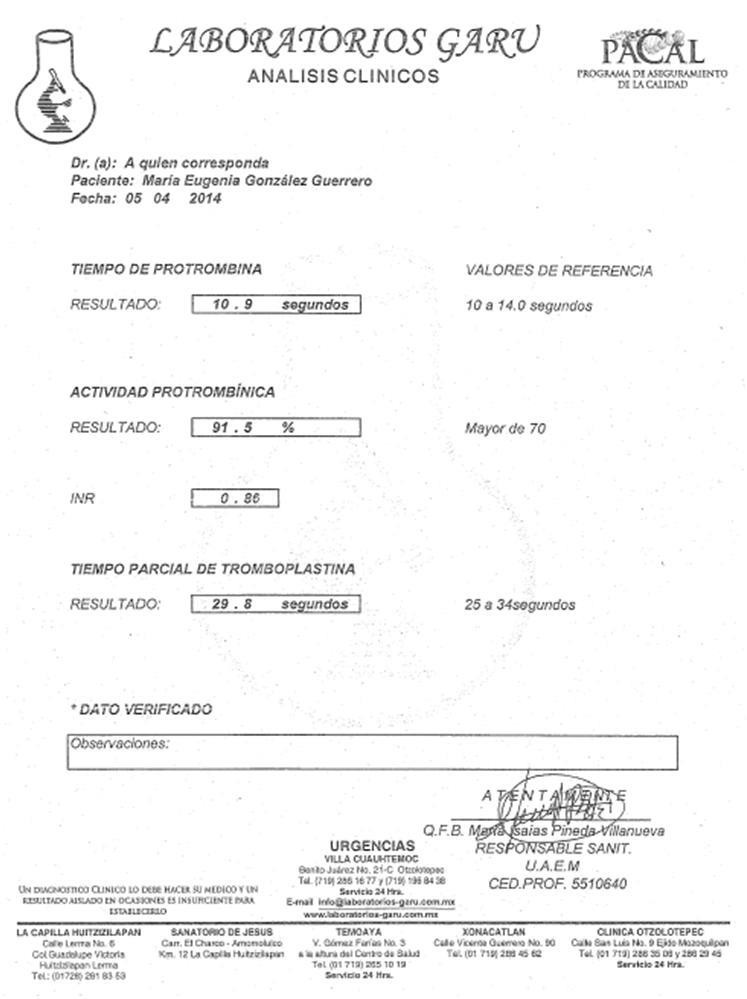 LABORATORIOS GARU
ANALISIS CLINICOS
PACAL
PROGRAMA DE ASEGURAMIENTO
DE LA CALIDAD
Dr. (a): A quien corresponda
Paciente: María Eugenia González Guerrero
Fecha: 05 04 2014
TIEMPO DE PROTROMBINA VALORES DE REFERENCIA
RESULTADO: 10 . 9 segundos 10 a 14.0 segundos
ACTIVIDAD PROTROMBÍNICA
RESULTADO: 91 . 5 % Mayor de 70
INR 0 . 86
TIEMPO PARCIAL DE TROMBOPLASTINA
RESULTADO: 29 . 8 segundos 25 a 34segundos
* DATO VERIFICADO
Observaciones:
ATENTAMENTE
Q.F.B. María Isaias Pineda Villanueva
RESPONSABLE SANIT.
U.A.E.M
CED.PROF. 5510640
URGENCIAS
VILLA CUAUHTEMOC
Benito Juárez No. 21-C Otzolotepec
Tel. (719) 286 16 77 y (719) 196 84 38
Servicio 24 Hrs.
E-mail info@laboratorios-garu.com.mx
www.laboratorios-garu.com.mx
UN DIAGNOSTICO CLINICO LO DEBE HACER SU MEDICO Y UN
RESULTADO AISLADO EN OCASIONES ES INSUFICIENTE PARA
ESTABLECERLO
LA CAPILLA HUITZIZILAPAN
Calle Lerma No. 6
Col Guadalupe Victoria
Huitzizilapan Lerma
Tel.: (01728) 281 83 53
SANATORIO DE JESUS
Carr. El Charco - Amomolulco
Km. 12 La Capilla Huitzizilapan
TEMOAYA
V. Gómez Farías No. 3
a la altura del Centro de Salud
Tel. (01 719) 265 10 19
Servicio 24 Hrs.
XONACATLAN
Calle Vicente Guerrero No. 90
Tel. (01 719) 286 45 62
CLINICA OTZOLOTEPEC
Calle San Luis No. 9 Ejido Mozoquilpan
Tel. (01 719) 286 35 08 y 286 29 45
Servicio 24 Hrs.